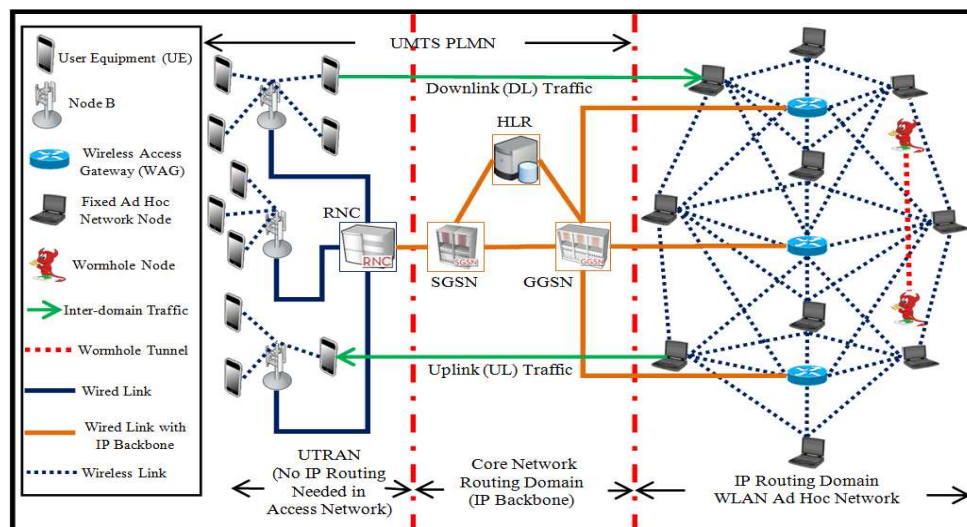 User Equipment (UE)
Node B
Wireless Access
Gateway (WAG)
Fixed Ad Hoc
Network Node
Wormhole Node
Inter-domain Traffic
Wormhole Tunnel
Wired Link
Wired Link with
IP Backbone
Wireless Link
UMTS PLMN
Downlink (DL) Traffic
HLR
RNC
RNC
SGSN
SGSN
GGSN
GGSN
Uplink (UL) Traffic
UTRAN
(No IP Routing
Needed in
Access Network)
Core Network
Routing Domain
(IP Backbone)
IP Routing Domain
WLAN Ad Hoc Network